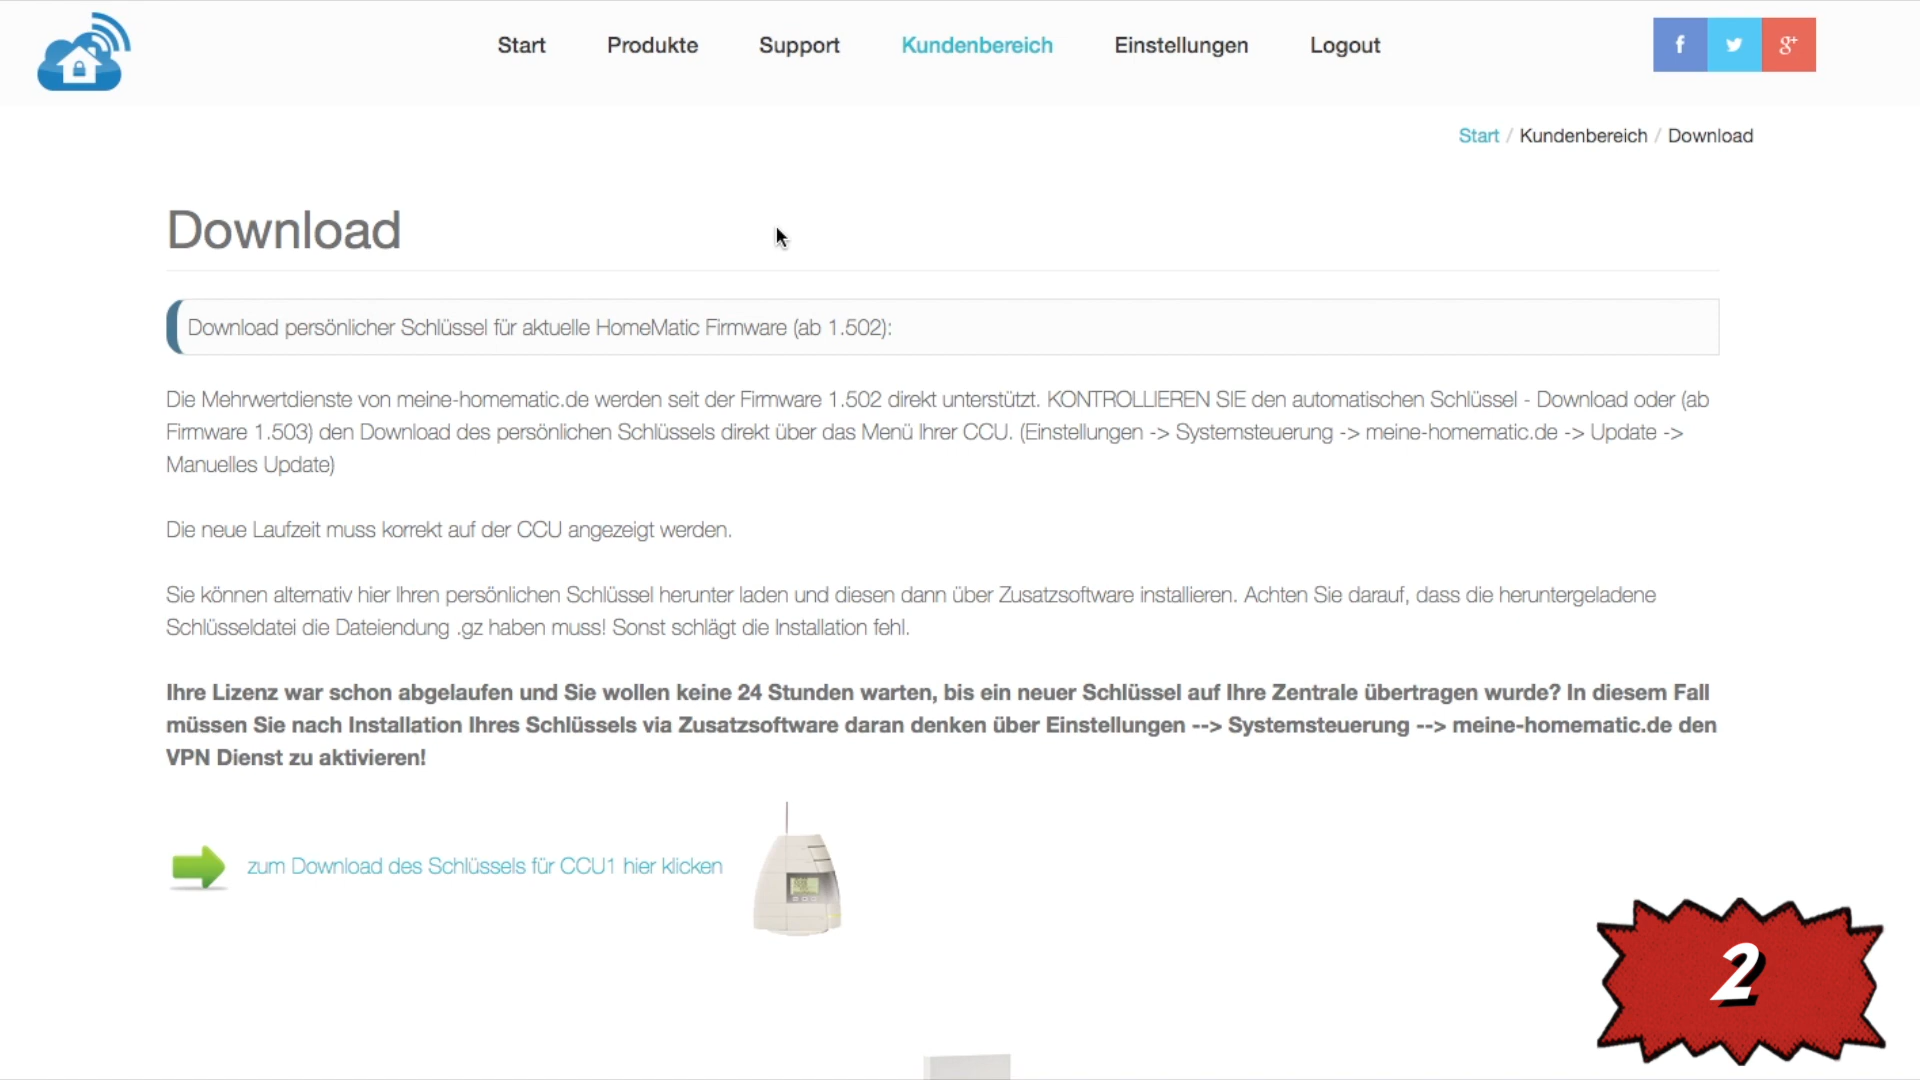 Start Produkte Support Kundenbereich Einstellungen Logout
f g+
Start / Kundenbereich / Download
Download
Download persönlicher Schlüssel für aktuelle HomeMatic Firmware (ab 1.502):
Die Mehrwertdienste von meine-homematic.de werden seit der Firmware 1.502 direkt unterstützt. KONTROLLIEREN SIE den automatischen Schlüssel - Download oder (ab
Firmware 1.503) den Download des persönlichen Schlüssels direkt über das Menü Ihrer CCU. (Einstellungen -> Systemsteuerung -> meine-homematic.de -> Update ->
Manuelles Update)
Die neue Laufzeit muss korrekt auf der CCU angezeigt werden.
Sie können alternativ hier Ihren persönlichen Schlüssel herunter laden und diesen dann über Zusatzsoftware installieren. Achten Sie darauf, dass die heruntergeladene
Schlüsseldatei die Dateiendung .gz haben muss! Sonst schlägt die Installation fehl.
Ihre Lizenz war schon abgelaufen und Sie wollen keine 24 Stunden warten, bis ein neuer Schlüssel auf Ihre Zentrale übertragen wurde? In diesem Fall
müssen Sie nach Installation Ihres Schlüssels via Zusatzsoftware daran denken über Einstellungen --> Systemsteuerung --> meine-homematic.de den
VPN Dienst zu aktivieren!
zum Download des Schlüssels für CCU1 hier klicken
2